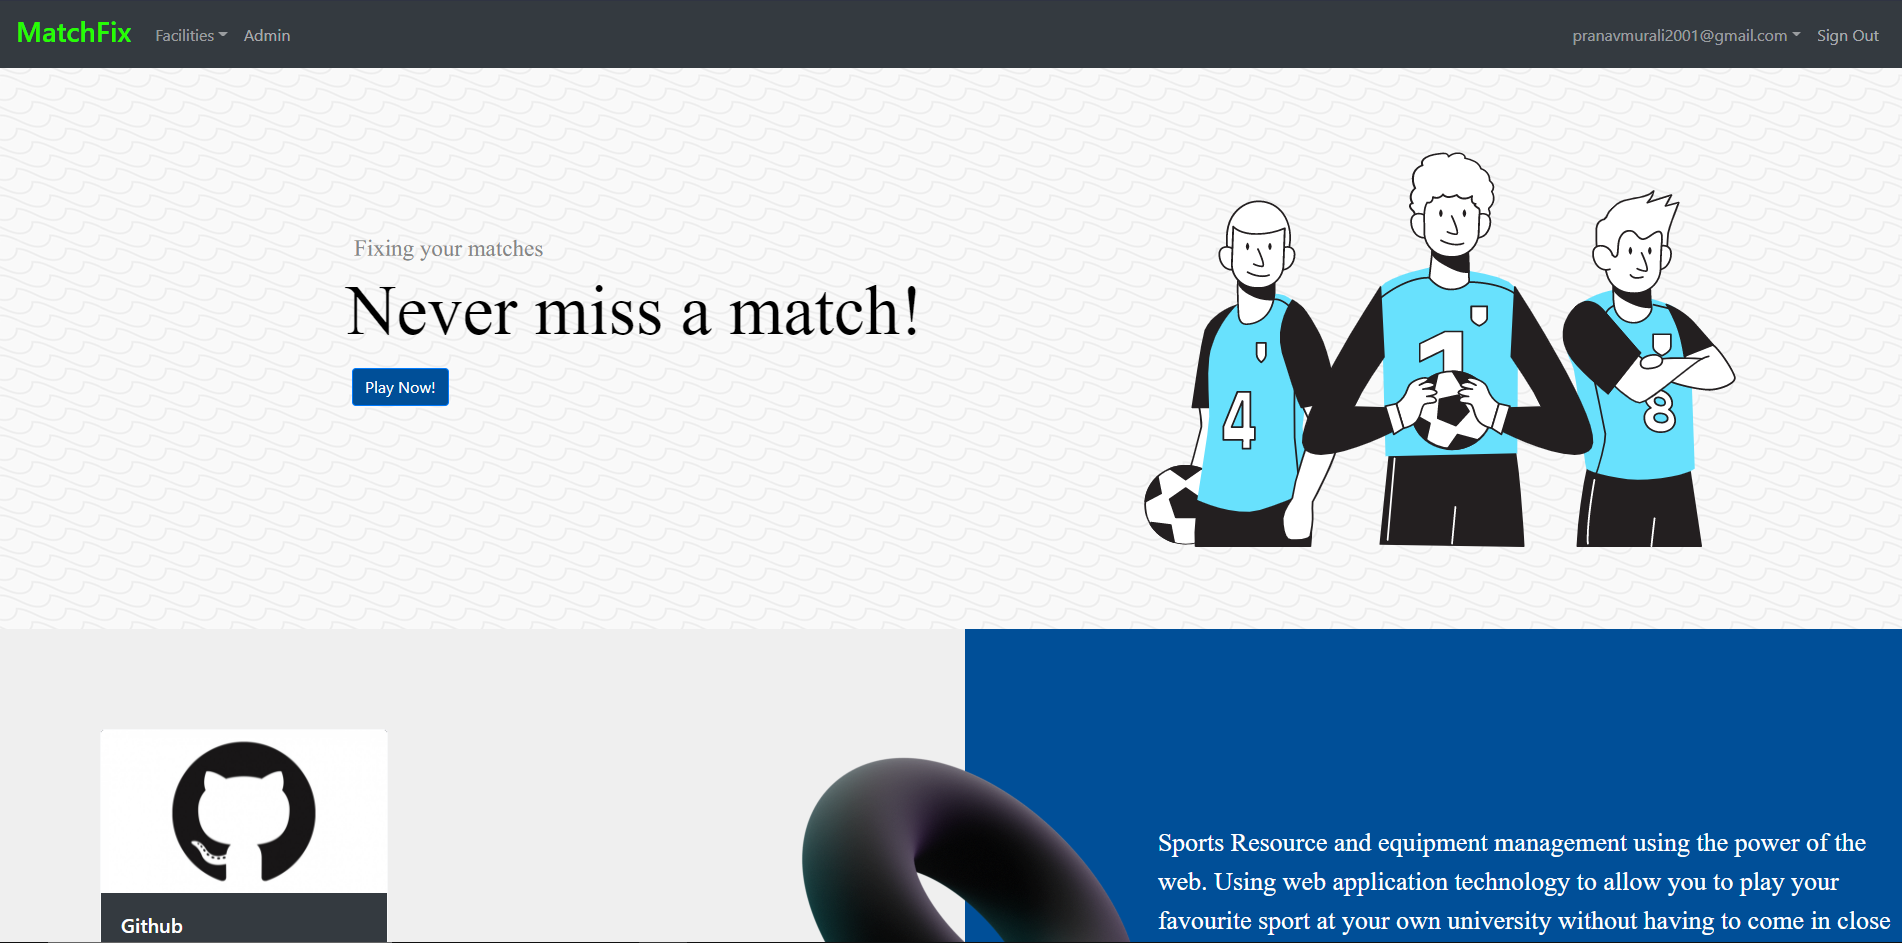 MatchFix Facilities Admin pranavmurali2001@gmail.com Sign Out
Fixing your matches
Never miss a match!
Play Now!
4
1
8
Github
Sports Resource and equipment management using the power of the
web. Using web application technology to allow you to play your
favourite sport at your own university without having to come in close